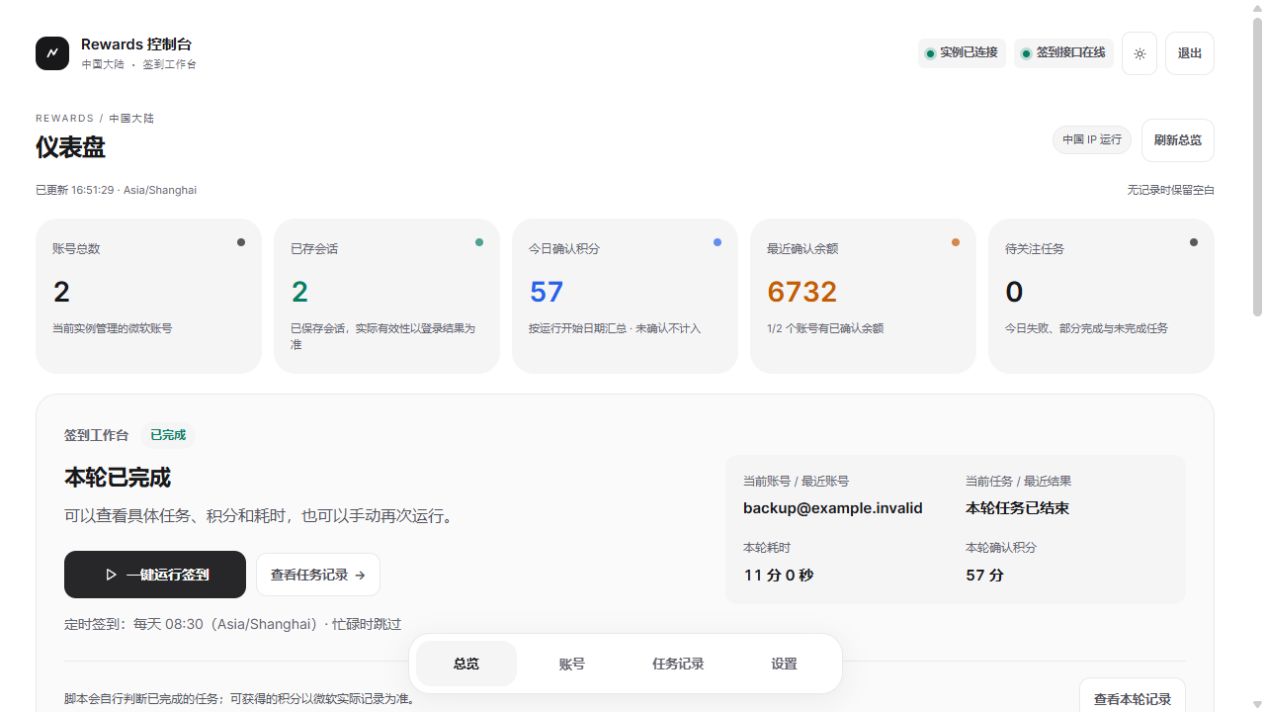 Rewards 控制台
中国大陆 · 签到工作台
实例已连接
签到接口在线
退出
REWARDS / 中国大陆
仪表盘
中国 IP 运行
刷新总览
已更新 16:51:29 · Asia/Shanghai
无记录时保留空白
账号总数
2
当前实例管理的微软账号
已存会话
2
已保存会话，实际有效性以登录结果为
准
今日确认积分
57
按运行开始日期汇总 · 未确认不计入
最近确认余额
6732
1/2 个账号有已确认余额
待关注任务
0
今日失败、部分完成与未完成任务
签到工作台 已完成
本轮已完成
可以查看具体任务、积分和耗时，也可以手动再次运行。
一键运行签到
查看任务记录 →
定时签到：每天 08:30（Asia/Shanghai）· 忙碌时跳过
当前账号 / 最近账号
backup@example.invalid
当前任务 / 最近结果
本轮任务已结束
本轮耗时
11 分 0 秒
本轮确认积分
57 分
总览
账号
任务记录
设置
脚本会自行判断已完成的任务；可获得的积分以微软实际记录为准。
查看本轮记录